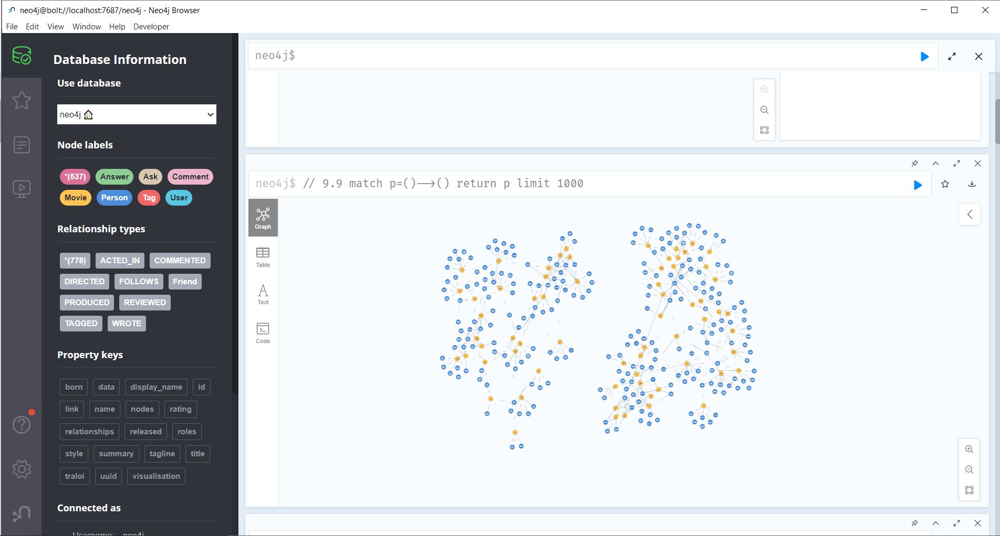 neo4j@bolt://localhost:7687/neo4j - Neo4j Browser
File Edit View Window Help Developer
Database Information
Use database
neo4j
Node labels
*(537) Answer Ask Comment
Movie Person Tag User
Relationship types
*(778) ACTED_IN COMMENTED
DIRECTED FOLLOWS Friend
PRODUCED REVIEWED
TAGGED WROTE
Property keys
born data display_name id
link name nodes rating
relationships released roles
style summary tagline title
traloi uuid visualisation
Connected as
Username: neo4j
neo4j$
neo4j$ // 9.9 match p=()-->() return p limit 1000
Graph
Table
Text
Code